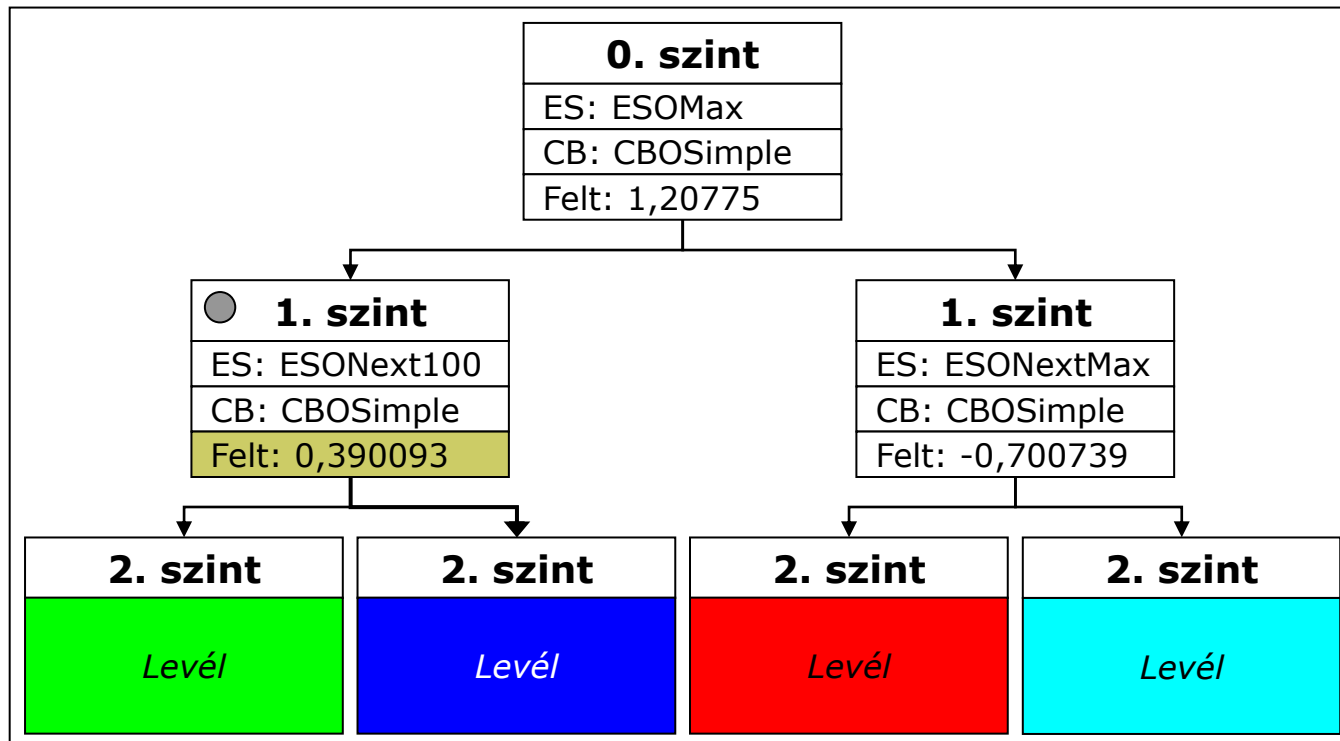 0. szint
ES: ESOMax
CB: CBOSimple
Felt: 1,20775
1. szint
ES: ESONext100
CB: CBOSimple
Felt: 0,390093
1. szint
ES: ESONextMax
CB: CBOSimple
Felt: -0,700739
2. szint
Levél
2. szint
Levél
2. szint
Levél
2. szint
Levél